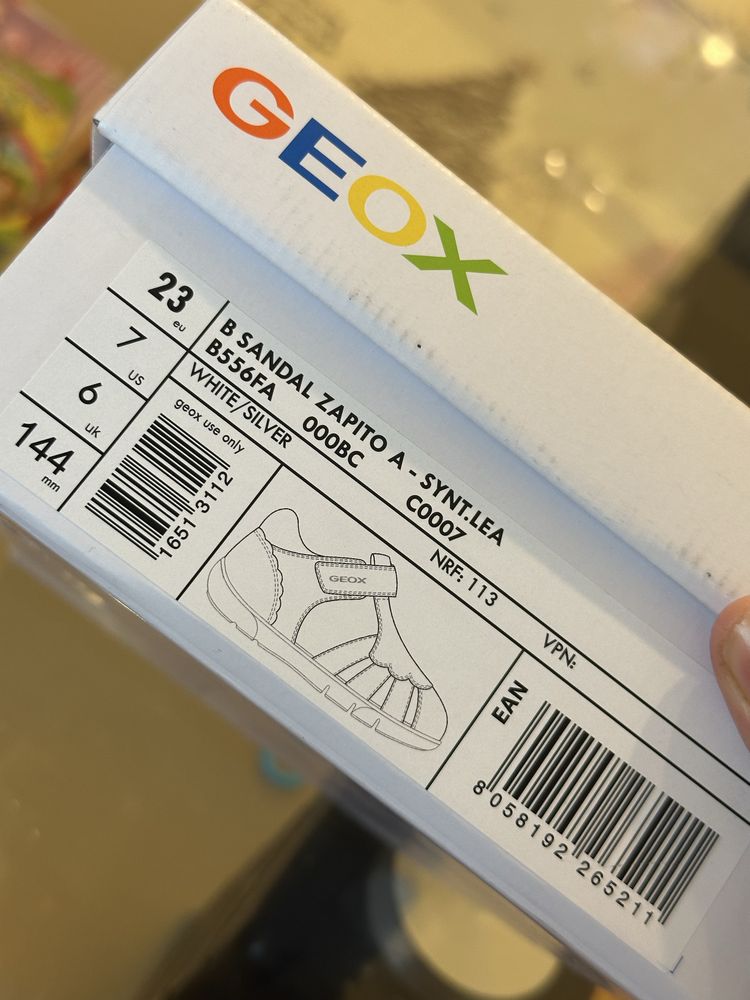 GEOX
23 eu
7 US
6 uk
144 mm
B SANDAL ZAPITO A - SYNT.LEA
B556FA 000BC C0007
WHITE/SILVER NRF: 113 VPN:
geox use only
1651 3112
GEOX
EAN
8 058192 265211